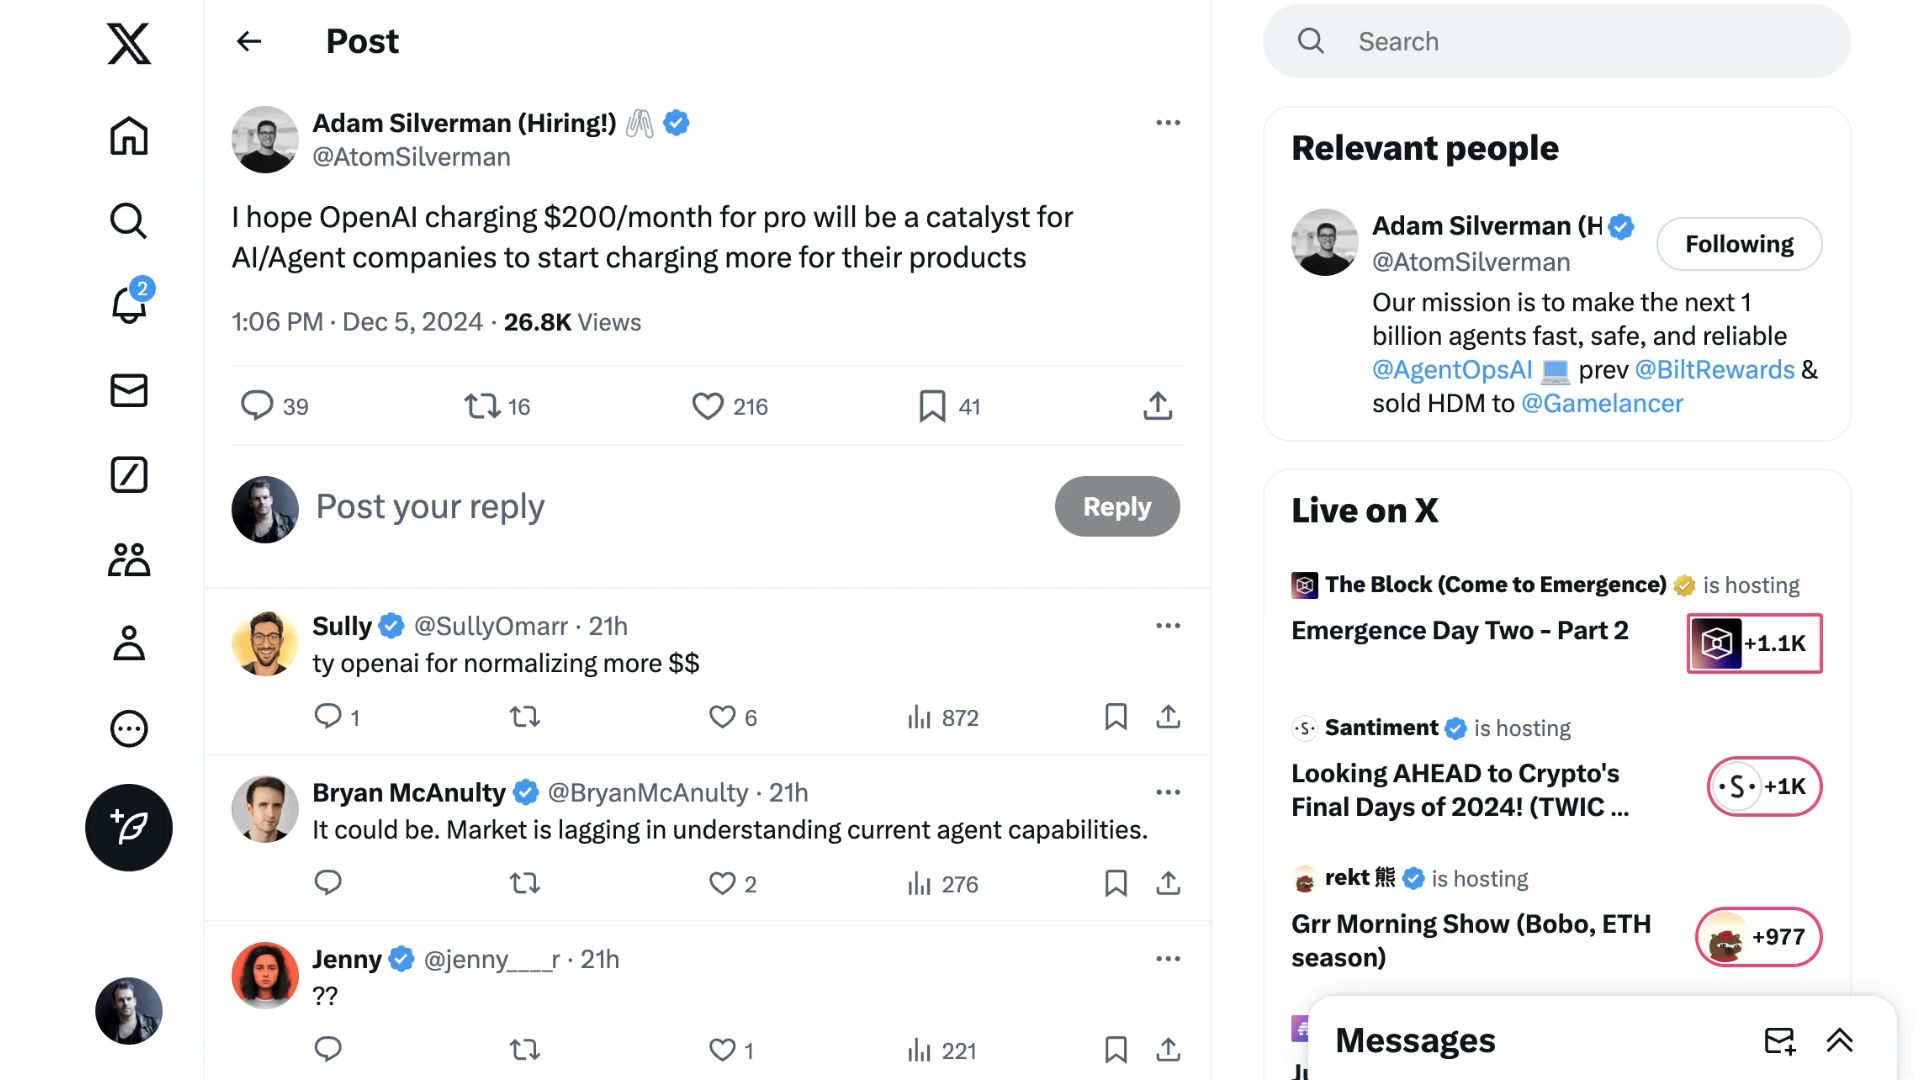 Post
Adam Silverman (Hiring!)
@AtomSilverman
I hope OpenAI charging $200/month for pro will be a catalyst for
AI/Agent companies to start charging more for their products
1:06 PM · Dec 5, 2024 · 26.8K Views
39 16 216 41
Post your reply
Reply
Sully @SullyOmarr · 21h
ty openai for normalizing more $$
1 6 872
Bryan McAnulty @BryanMcAnulty · 21h
It could be. Market is lagging in understanding current agent capabilities.
2 276
Jenny @jenny____r · 21h
??
1 221
2
Search
Relevant people
Adam Silverman (H
@AtomSilverman
Following
Our mission is to make the next 1
billion agents fast, safe, and reliable
@AgentOpsAI 💻 prev @BiltRewards &
sold HDM to @Gamelancer
Live on X
The Block (Come to Emergence) is hosting
Emergence Day Two - Part 2
+1.1K
·S· Santiment is hosting
Looking AHEAD to Crypto's
Final Days of 2024! (TWIC ...
·S· +1K
rekt 熊 is hosting
Grr Morning Show (Bobo, ETH
season)
+977
Messages